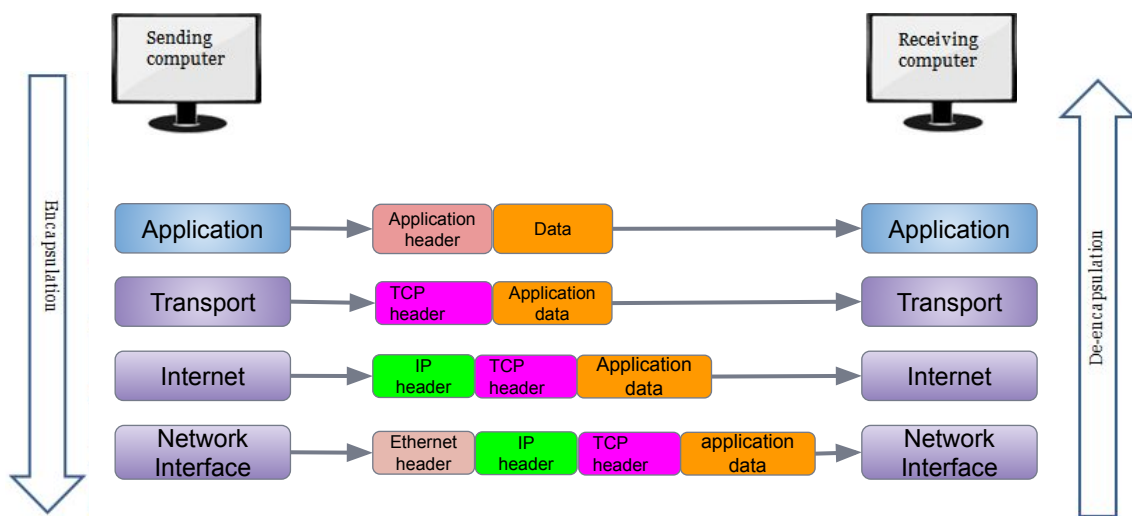 Sending
computer
Receiving
computer
Encapsulation
De-encapsulation
Application
Application
header
Data
Application
Transport
TCP
header
Application
data
Transport
Internet
IP
header
TCP
header
Application
data
Internet
Network
Interface
Ethernet
header
IP
header
TCP
header
application
data
Network
Interface